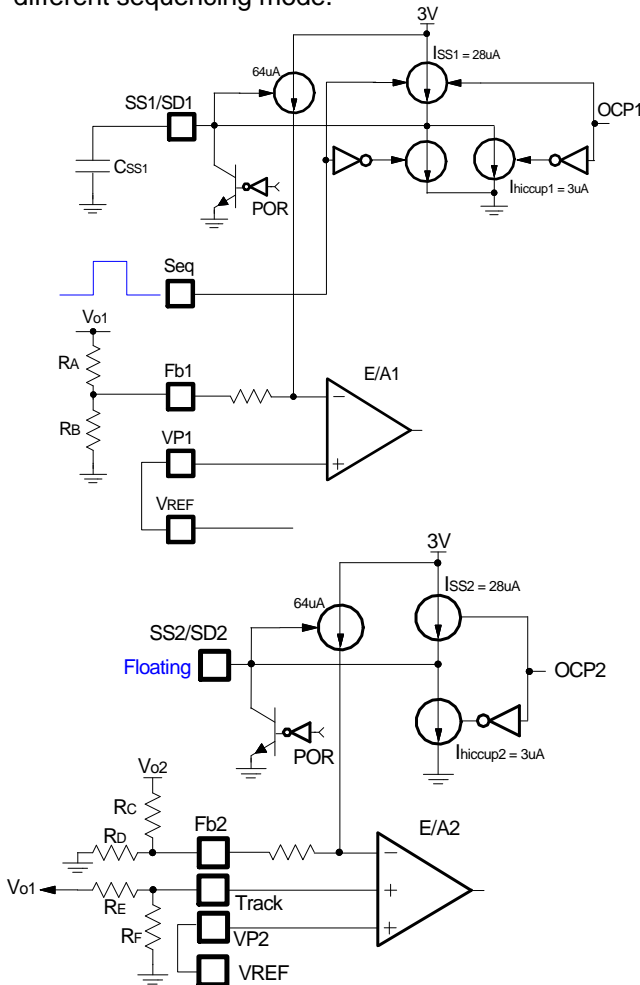 different sequencing mode.
3V
ISS1 = 28uA
64uA
SS1/SD1
OCP1
CSS1
POR
Ihiccup1 = 3uA
Seq
Vo1
RA
Fb1
E/A1
RB
VP1
VREF
3V
ISS2 = 28uA
64uA
SS2/SD2
Floating
OCP2
POR
Ihiccup2 = 3uA
Vo2
RC
Fb2
E/A2
RD
Vo1
RE
Track
RF
VP2
VREF